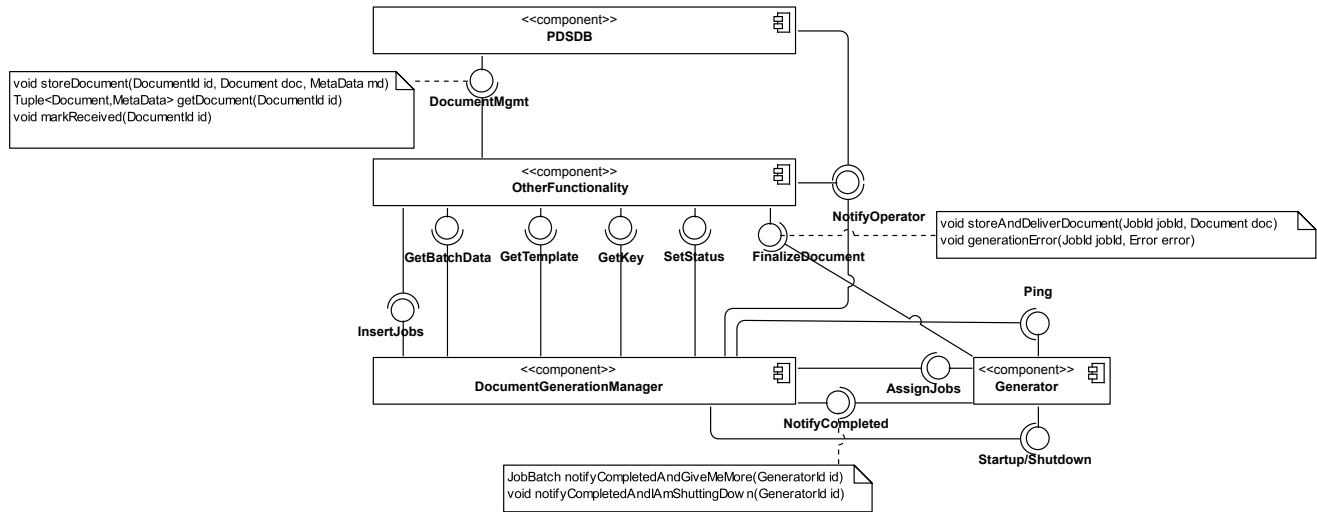 <<component>>
PDSDB
void storeDocument(DocumentId id, Document doc, MetaData md)
Tuple<Document,MetaData> getDocument(DocumentId id)
void markReceived(DocumentId id)
DocumentMgmt
<<component>>
OtherFunctionality
NotifyOperator
void storeAndDeliverDocument(JobId jobId, Document doc)
void generationError(JobId jobId, Error error)
GetBatchData
GetTemplate
GetKey
SetStatus
FinalizeDocument
Ping
InsertJobs
<<component>>
DocumentGenerationManager
AssignJobs
<<component>>
Generator
NotifyCompleted
Startup/Shutdown
JobBatch notifyCompletedAndGiveMeMore(GeneratorId id)
void notifyCompletedAndIAmShuttingDown(GeneratorId id)